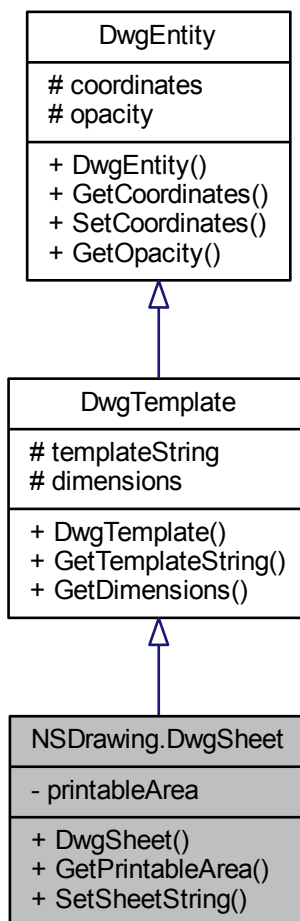 DwgEntity
# coordinates
# opacity
+ DwgEntity()
+ GetCoordinates()
+ SetCoordinates()
+ GetOpacity()
DwgTemplate
# templateString
# dimensions
+ DwgTemplate()
+ GetTemplateString()
+ GetDimensions()
NSDrawing.DwgSheet
- printableArea
+ DwgSheet()
+ GetPrintableArea()
+ SetSheetString()